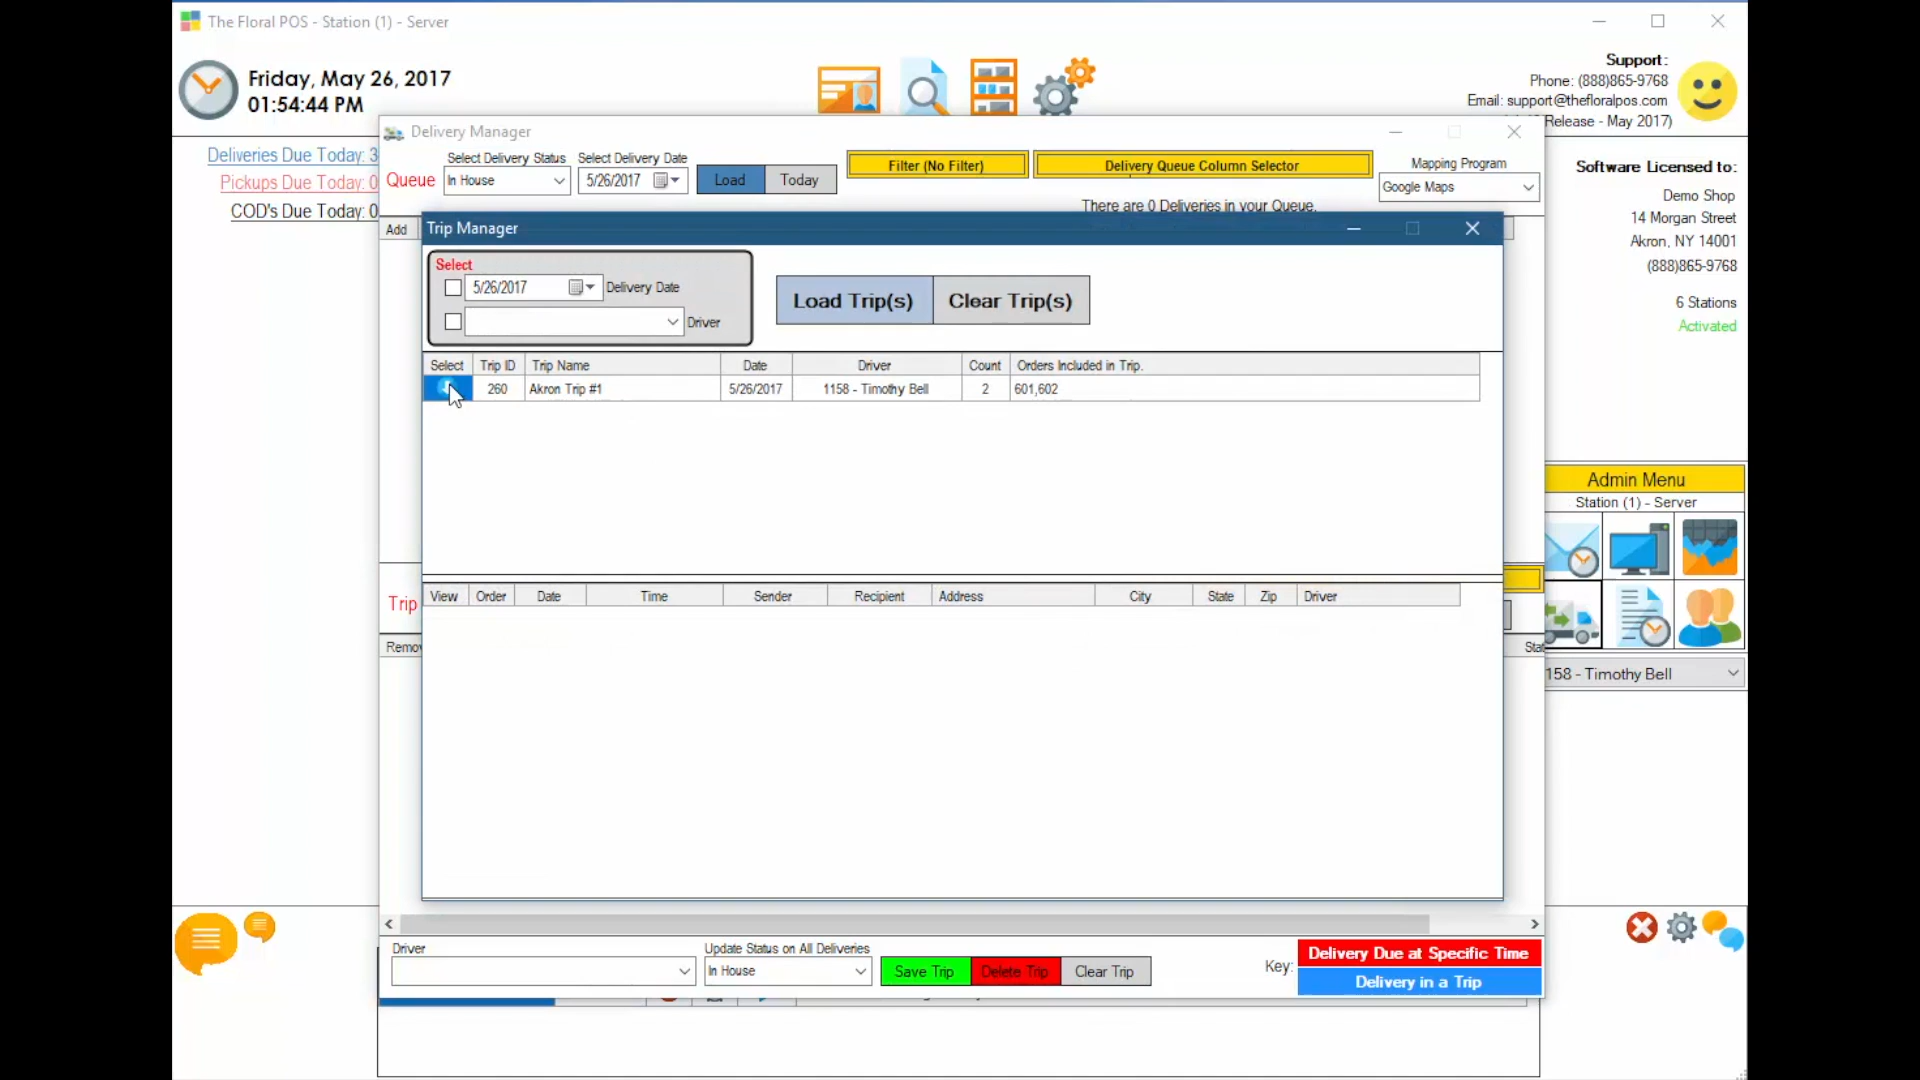 The Floral POS - Station (1) - Server
Friday, May 26, 2017
01:54:44 PM
Support:
Phone: (888)865-9768
Email: support@thefloralpos.com
Release - May 2017)
Deliveries Due Today: 3
Pickups Due Today: 0
COD's Due Today: 0
Delivery Manager
Queue
Select Delivery Status
In House
Select Delivery Date
5/26/2017
Load
Today
Filter (No Filter)
Delivery Queue Column Selector
Mapping Program
Google Maps
There are 0 Deliveries in your Queue.
Add
Software Licensed to:
Demo Shop
14 Morgan Street
Akron, NY 14001
(888)865-9768
6 Stations
Activated
Trip Manager
Select
5/26/2017
Delivery Date
Driver
Load Trip(s)
Clear Trip(s)
Select Trip ID Trip Name Date Driver Count Orders Included in Trip.
260 Akron Trip #1 5/26/2017 1158 - Timothy Bell 2 601,602
Admin Menu
Station (1) - Server
View Order Date Time Sender Recipient Address City State Zip Driver
Trip
158 - Timothy Bell
Driver
Update Status on All Deliveries
In House
Save Trip
Delete Trip
Clear Trip
Key:
Delivery Due at Specific Time
Delivery in a Trip